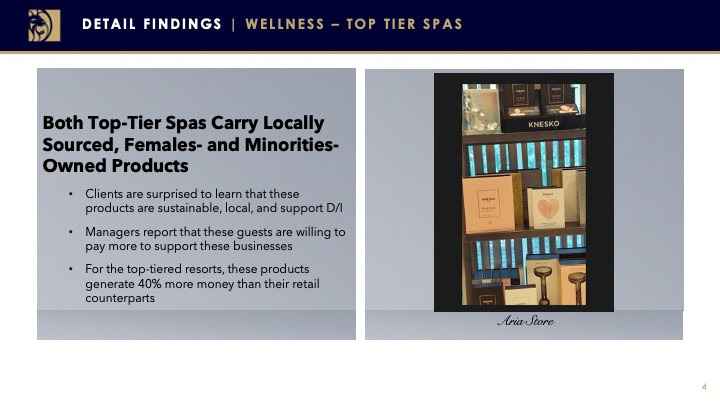 DETAIL FINDINGS | WELLNESS – TOP TIER SPAS
Both Top-Tier Spas Carry Locally
Sourced, Females- and Minorities-
Owned Products
• Clients are surprised to learn that these
products are sustainable, local, and support D/I
• Managers report that these guests are willing to
pay more to support these businesses
• For the top-tiered resorts, these products
generate 40% more money than their retail
counterparts
KNESKO
Aria Store
4